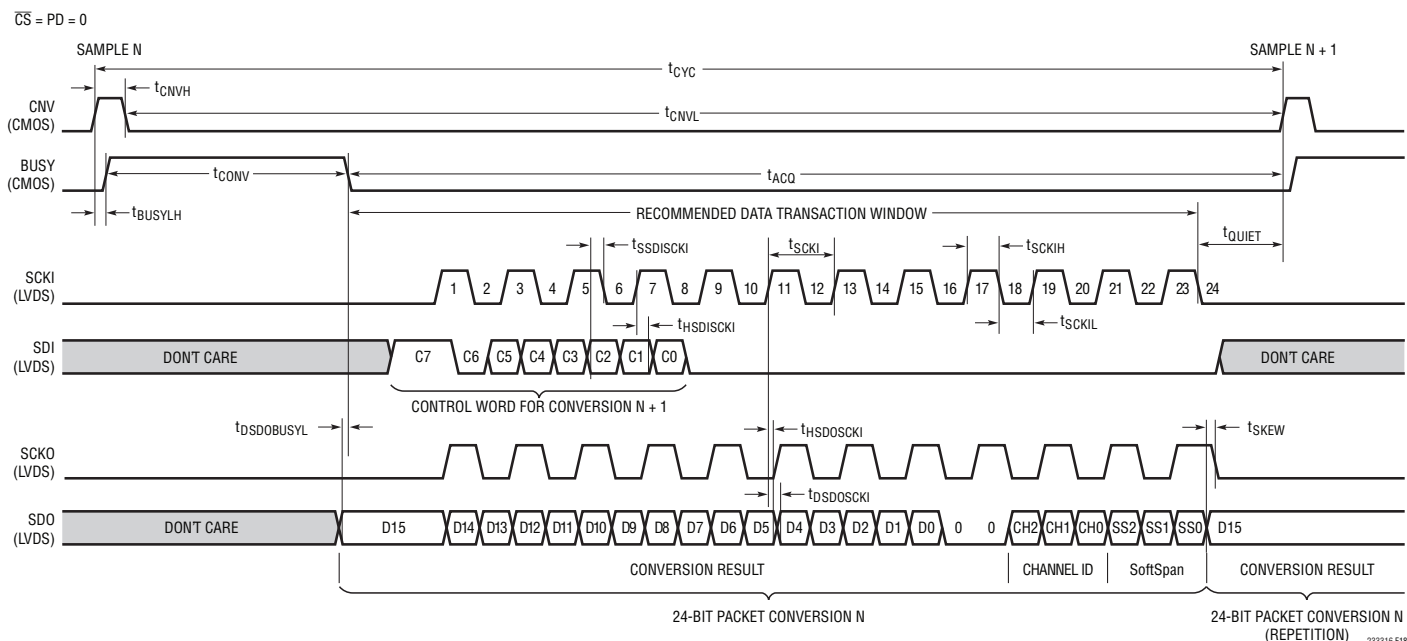 CS = PD = 0
SAMPLE N
SAMPLE N + 1
tCYC
tCNVH
CNV
(CMOS)
tCNVL
BUSY
(CMOS)
tCONV
tACQ
tBUSYLH
RECOMMENDED DATA TRANSACTION WINDOW
tSSDISCKI
tSCKI
tSCKIH
tQUIET
SCKI
(LVDS)
1 2 3 4 5 6 7 8 9 10 11 12 13 14 15 16 17 18 19 20 21 22 23 24
tHSDISCKI
tSCKIL
SDI
(LVDS)
DON'T CARE C7 C6 C5 C4 C3 C2 C1 C0 DON'T CARE
CONTROL WORD FOR CONVERSION N + 1
tDSDOBUSYL
tHSDOSCKI
tSKEW
SCKO
(LVDS)
tDSDOSCKI
SDO
(LVDS)
DON'T CARE D15 D14 D13 D12 D11 D10 D9 D8 D7 D6 D5 D4 D3 D2 D1 D0 0 0 CH2 CH1 CH0 SS2 SS1 SS0 D15
CONVERSION RESULT CHANNEL ID SoftSpan CONVERSION RESULT
24-BIT PACKET CONVERSION N
24-BIT PACKET CONVERSION N
(REPETITION)
233316 F18